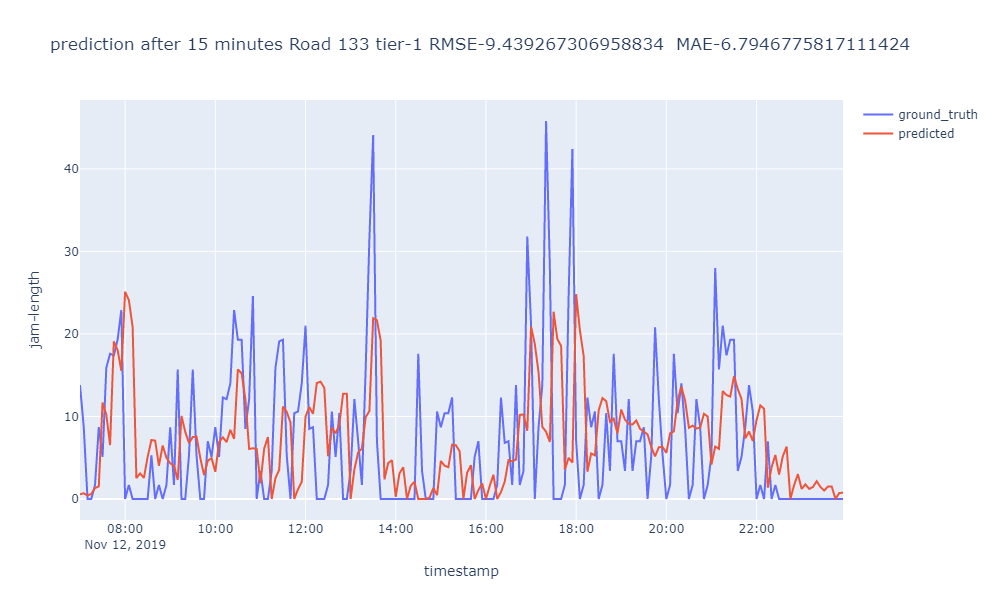 prediction after 15 minutes Road 133 tier-1 RMSE-9.439267306958834  MAE-6.7946775817111424
ground_truth
predicted
jam-length
40
30
20
10
0
08:00 10:00 12:00 14:00 16:00 18:00 20:00 22:00
Nov 12, 2019
timestamp